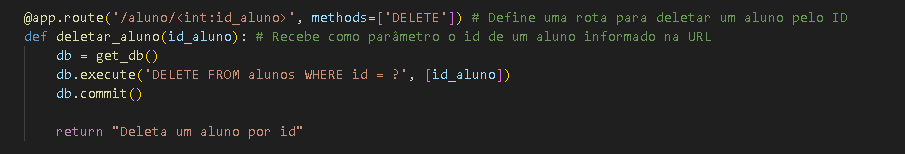 @app.route('/aluno/<int:id_aluno>', methods=['DELETE']) # Define uma rota para deletar um aluno pelo ID
def deletar_aluno(id_aluno): # Recebe como parâmetro o id de um aluno informado na URL
    db = get_db()
    db.execute('DELETE FROM alunos WHERE id = ?', [id_aluno])
    db.commit()

    return "Deleta um aluno por id"